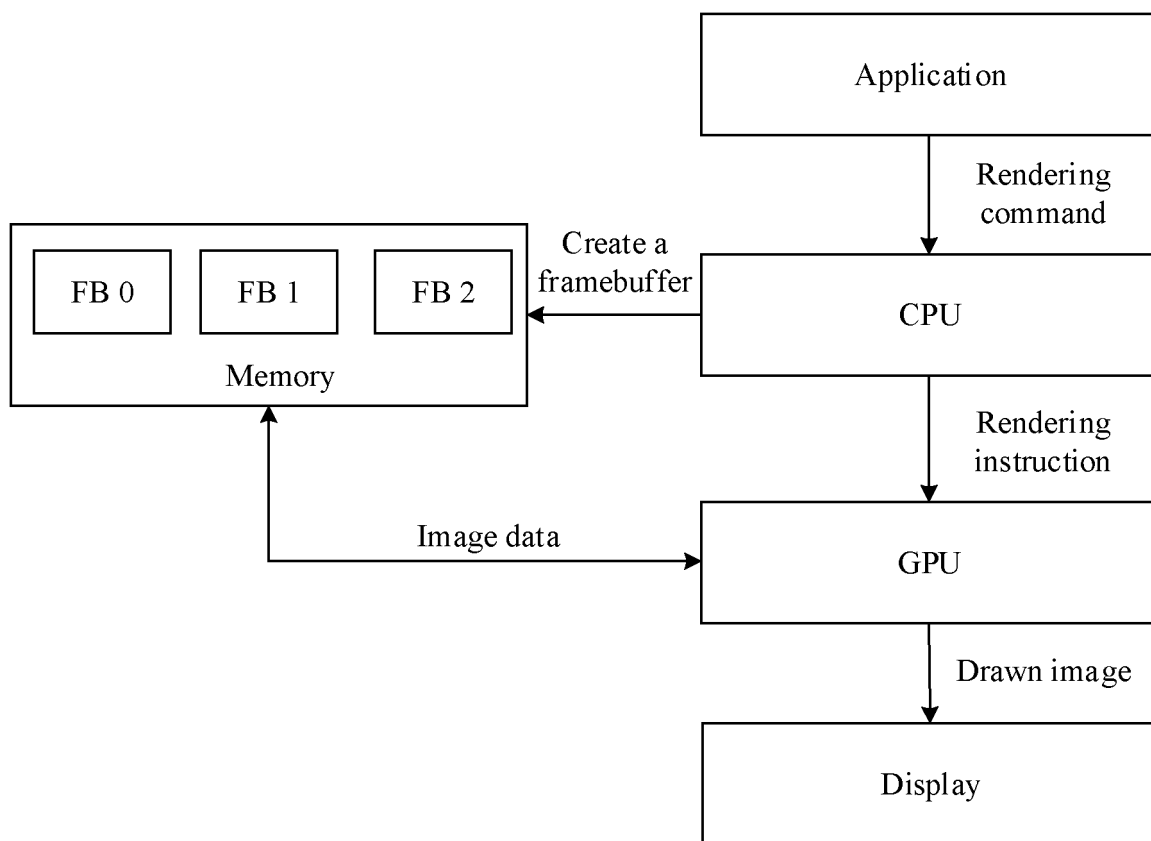 Application
Rendering
command
Create a
framebuffer
FB 0
FB 1
FB 2
Memory
CPU
Rendering
instruction
Image data
GPU
Drawn image
Display